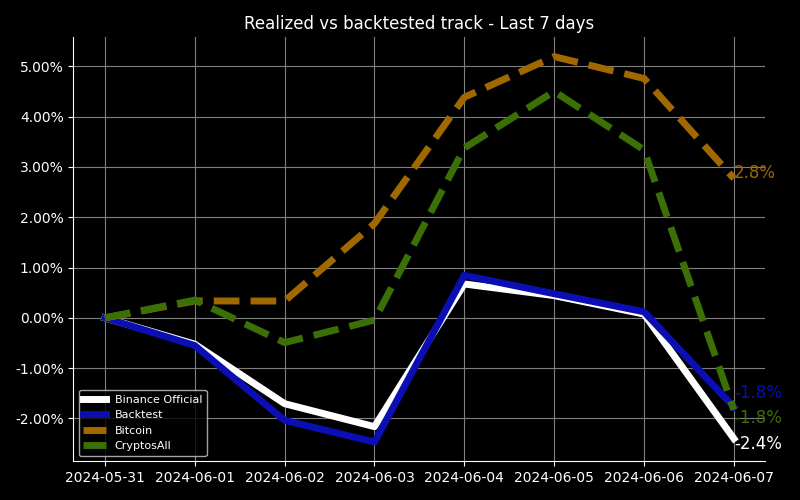 Realized vs backtested track - Last 7 days
5.00%
4.00%
3.00%
2.00%
1.00%
0.00%
-1.00%
-2.00%
2.8%
-1.8%
-1.8%
-2.4%
Binance Official
Backtest
Bitcoin
CryptosAll
2024-05-31 2024-06-01 2024-06-02 2024-06-03 2024-06-04 2024-06-05 2024-06-06 2024-06-07